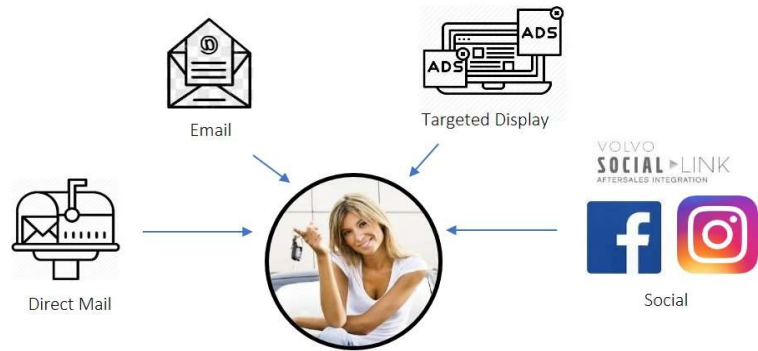 ADS
ADS
Email
Targeted Display
VOLVO
SOCIAL LINK
AFTERSALES INTEGRATION
Direct Mail
Social